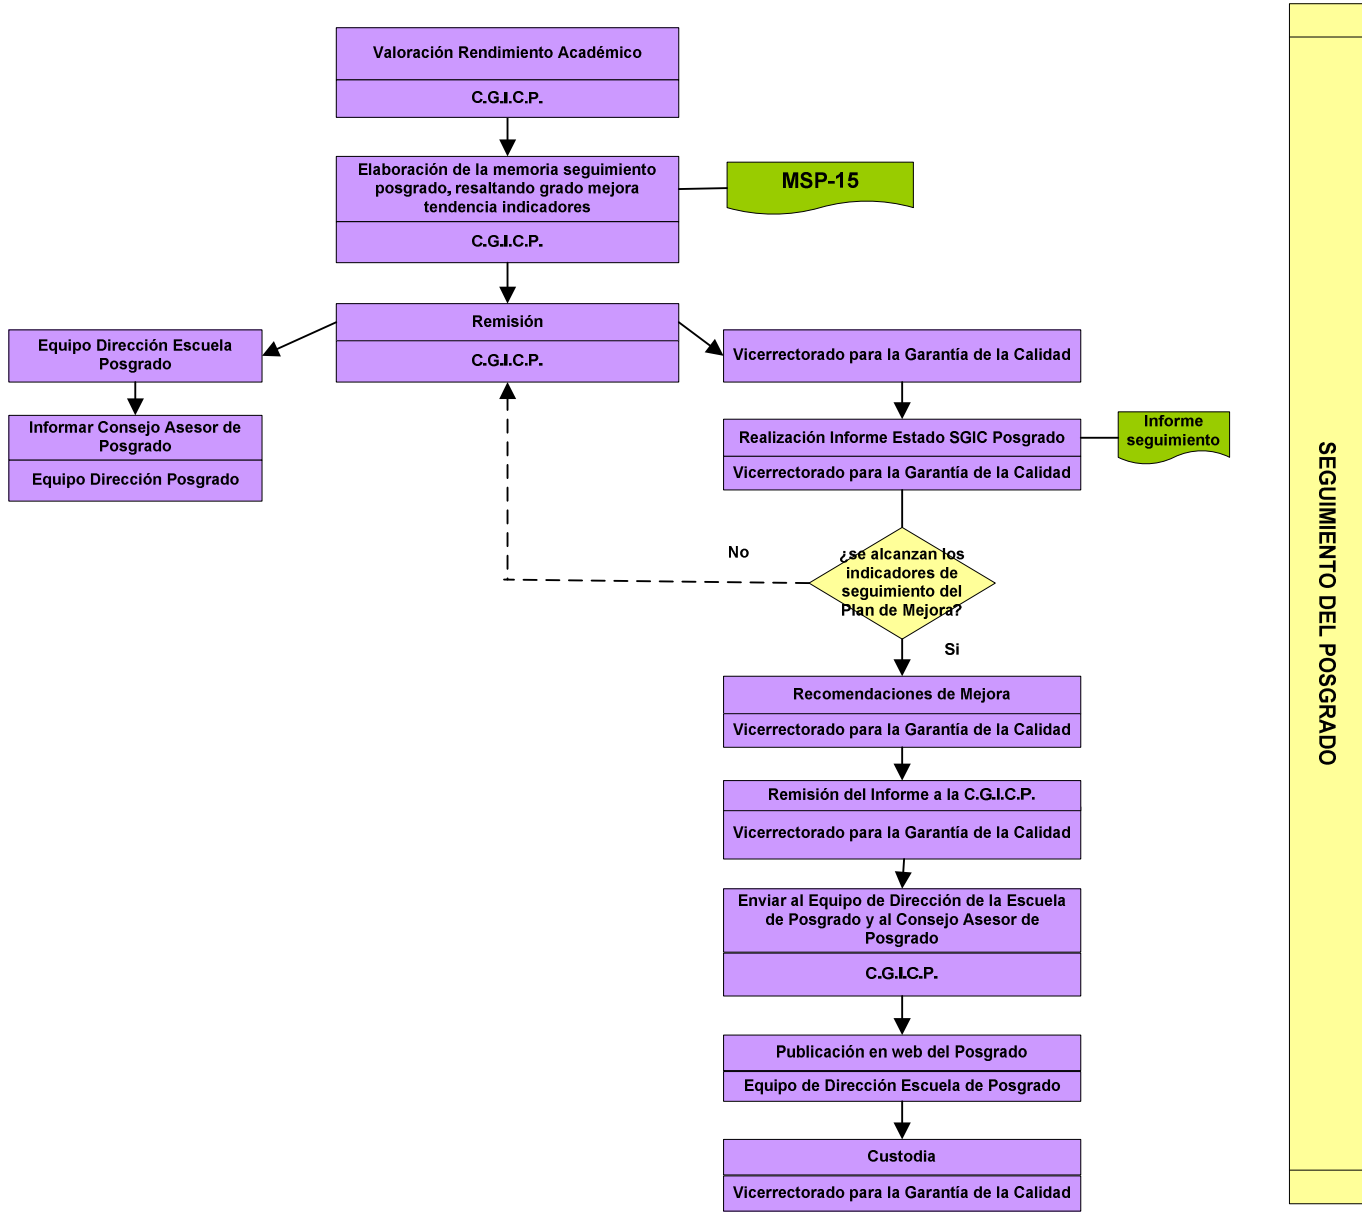 Valoración Rendimiento Académico
C.G.I.C.P.
Elaboración de la memoria seguimiento
posgrado, resaltando grado mejora
tendencia indicadores
C.G.I.C.P.
MSP-15
Remisión
C.G.I.C.P.
Equipo Dirección Escuela
Posgrado
Informar Consejo Asesor de
Posgrado
Equipo Dirección Posgrado
Vicerrectorado para la Garantía de la Calidad
Realización Informe Estado SGIC Posgrado
Vicerrectorado para la Garantía de la Calidad
Informe
seguimiento
No
¿se alcanzan los
indicadores de
seguimiento del
Plan de Mejora?
Si
Recomendaciones de Mejora
Vicerrectorado para la Garantía de la Calidad
Remisión del Informe a la C.G.I.C.P.
Vicerrectorado para la Garantía de la Calidad
Enviar al Equipo de Dirección de la Escuela
de Posgrado y al Consejo Asesor de
Posgrado
C.G.I.C.P.
Publicación en web del Posgrado
Equipo de Dirección Escuela de Posgrado
Custodia
Vicerrectorado para la Garantía de la Calidad
SEGUIMIENTO DEL POSGRADO